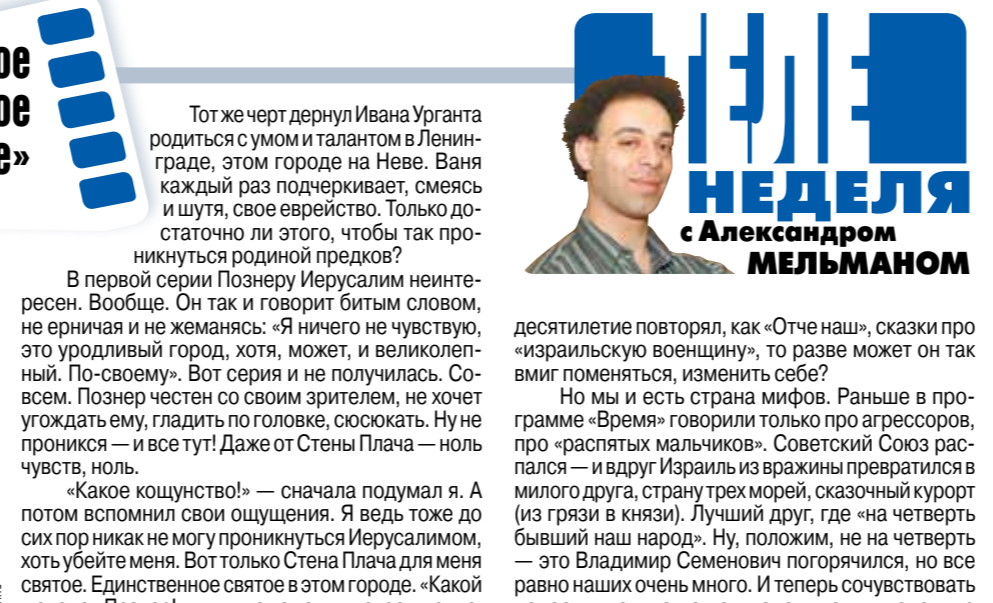 ое
ое
е»
Тот же черт дернул Ивана Урганта
родиться с умом и талантом в Ленин-
граде, этом городе на Неве. Ваня
каждый раз подчеркивает, смеясь
и шутя, свое еврейство. Только до-
статочно ли этого, чтобы так про-
никнуться родиной предков?
В первой серии Познеру Иерусалим неинте-
ресен. Вообще. Он так и говорит битым словом,
не ерничая и не жеманясь: «Я ничего не чувствую,
это уродливый город, хотя, может, и великолеп-
ный. По-своему». Вот серия и не получилась. Со-
всем. Познер честен со своим зрителем, не хочет
угождать ему, гладить по головке, сюсюкать. Ну не
проникся — и все тут! Даже от Стены Плача — ноль
чувств, ноль.
«Какое кощунство!» — сначала подумал я. А
потом вспомнил свои ощущения. Я ведь тоже до
сих пор никак не могу проникнуться Иерусалимом,
хоть убейте меня. Вот только Стена Плача для меня
святое. Единственное святое в этом городе. «Какой
ТЕЛЕ
НЕДЕЛЯ
с Александром
МЕЛЬМАНОМ
десятилетие повторял, как «Отче наш», сказки про
«израильскую военщину», то разве может он так
вмиг поменяться, изменить себе?
Но мы и есть страна мифов. Раньше в про-
грамме «Время» говорили только про агрессоров,
про «распятых мальчиков». Советский Союз рас-
пался — и вдруг Израиль из вражины превратился в
милого друга, страну трех морей, сказочный курорт
(из грязи в князи). Лучший друг, где «на четверть
бывший наш народ». Ну, положим, не на четверть
— это Владимир Семенович погорячился, но все
равно наших очень много. И теперь сочувствовать